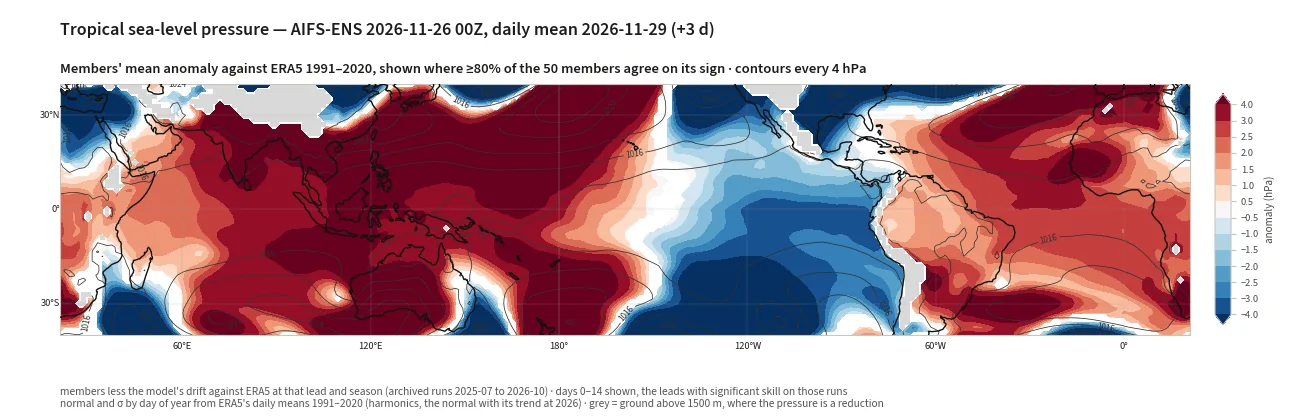 Tropical sea-level pressure — AIFS-ENS 2026-11-26 00Z, daily mean 2026-11-29 (+3 d)
Members' mean anomaly against ERA5 1991–2020, shown where ≥80% of the 50 members agree on its sign · contours every 4 hPa
30°N
0°
30°S
60°E
120°E
180°
120°W
60°W
0°
1024
1016
1016
1016
1016
1016
1016
1016
1016
1016
4.0
3.0
2.0
1.5
1.0
0.5
−0.5
−1.0
−1.5
−2.0
−3.0
−4.0
anomaly (hPa)
members less the model's drift against ERA5 at that lead and season (archived runs 2025-07 to 2026-10) · days 0–14 shown, the leads with significant skill on those runs
normal and σ by day of year from ERA5's daily means 1991–2020 (harmonics, the normal with its trend at 2026) · grey = ground above 1500 m, where the pressure is a reduction